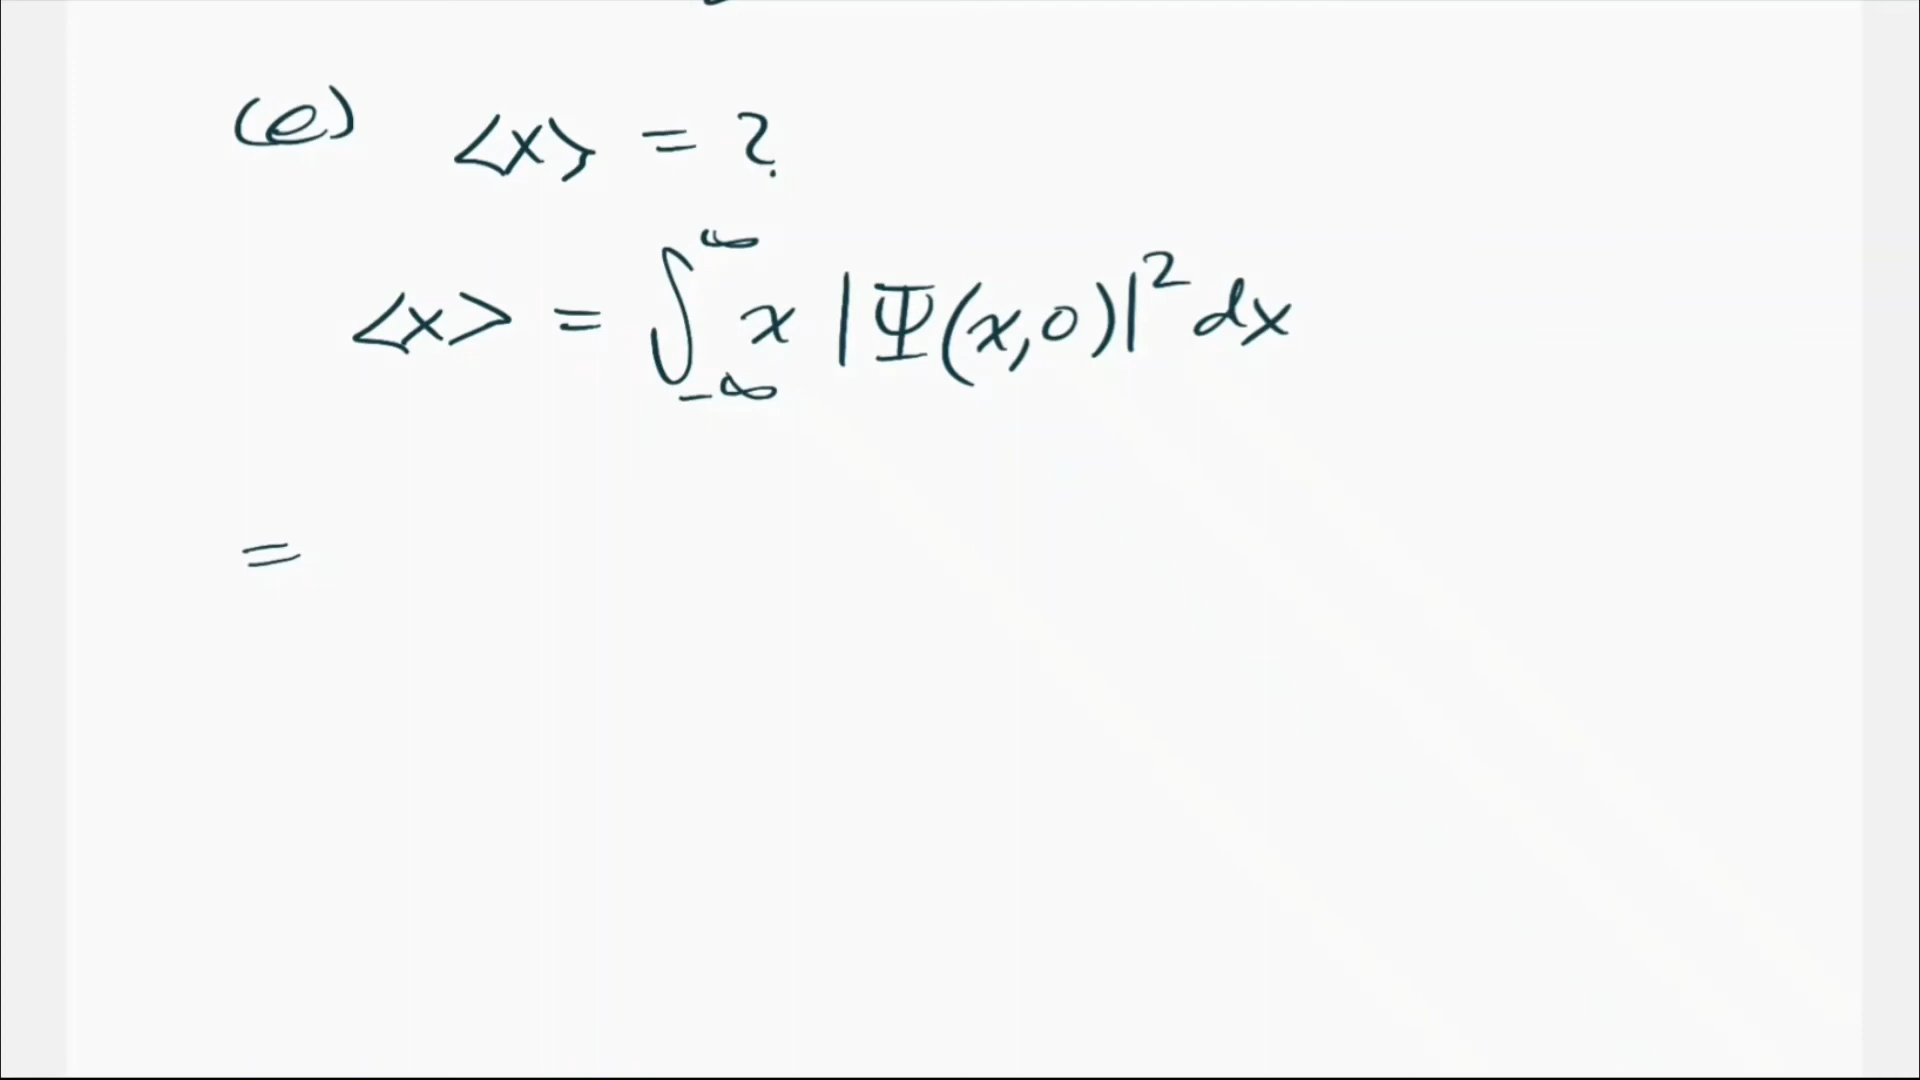 (e) <x> = ?
<x> = ∫_{-∞}^{∞} x |Ψ(x,0)|² dx
=